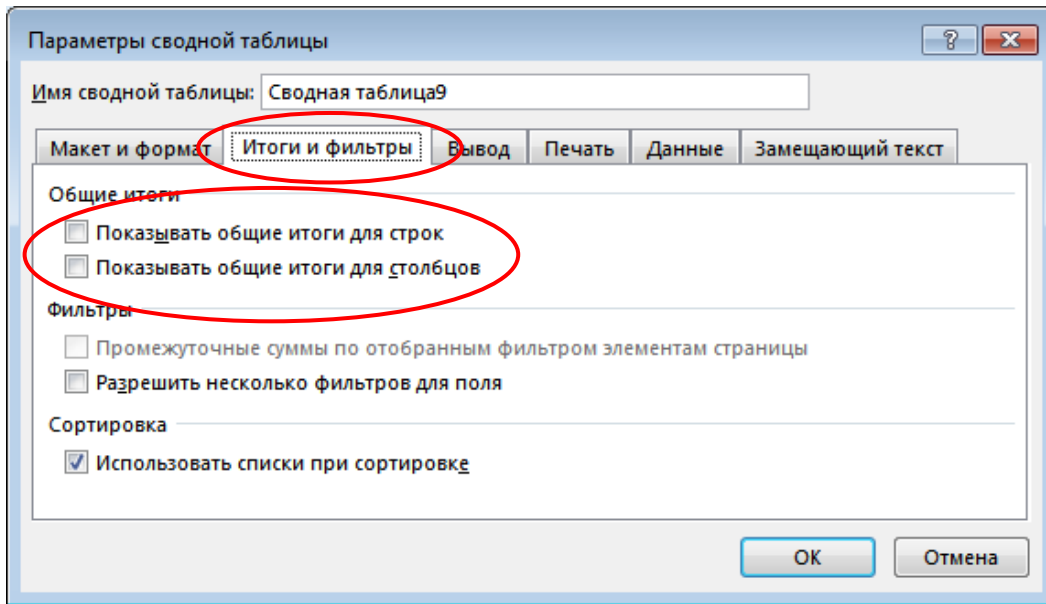 Параметры сводной таблицы
Имя сводной таблицы: Сводная таблица9
Макет и формат Итоги и фильтры Вывод Печать Данные Замещающий текст
Общие итоги
Показывать общие итоги для строк
Показывать общие итоги для столбцов
Фильтры
Промежуточные суммы по отобранным фильтром элементам страницы
Разрешить несколько фильтров для поля
Сортировка
Использовать списки при сортировке
ОК Отмена